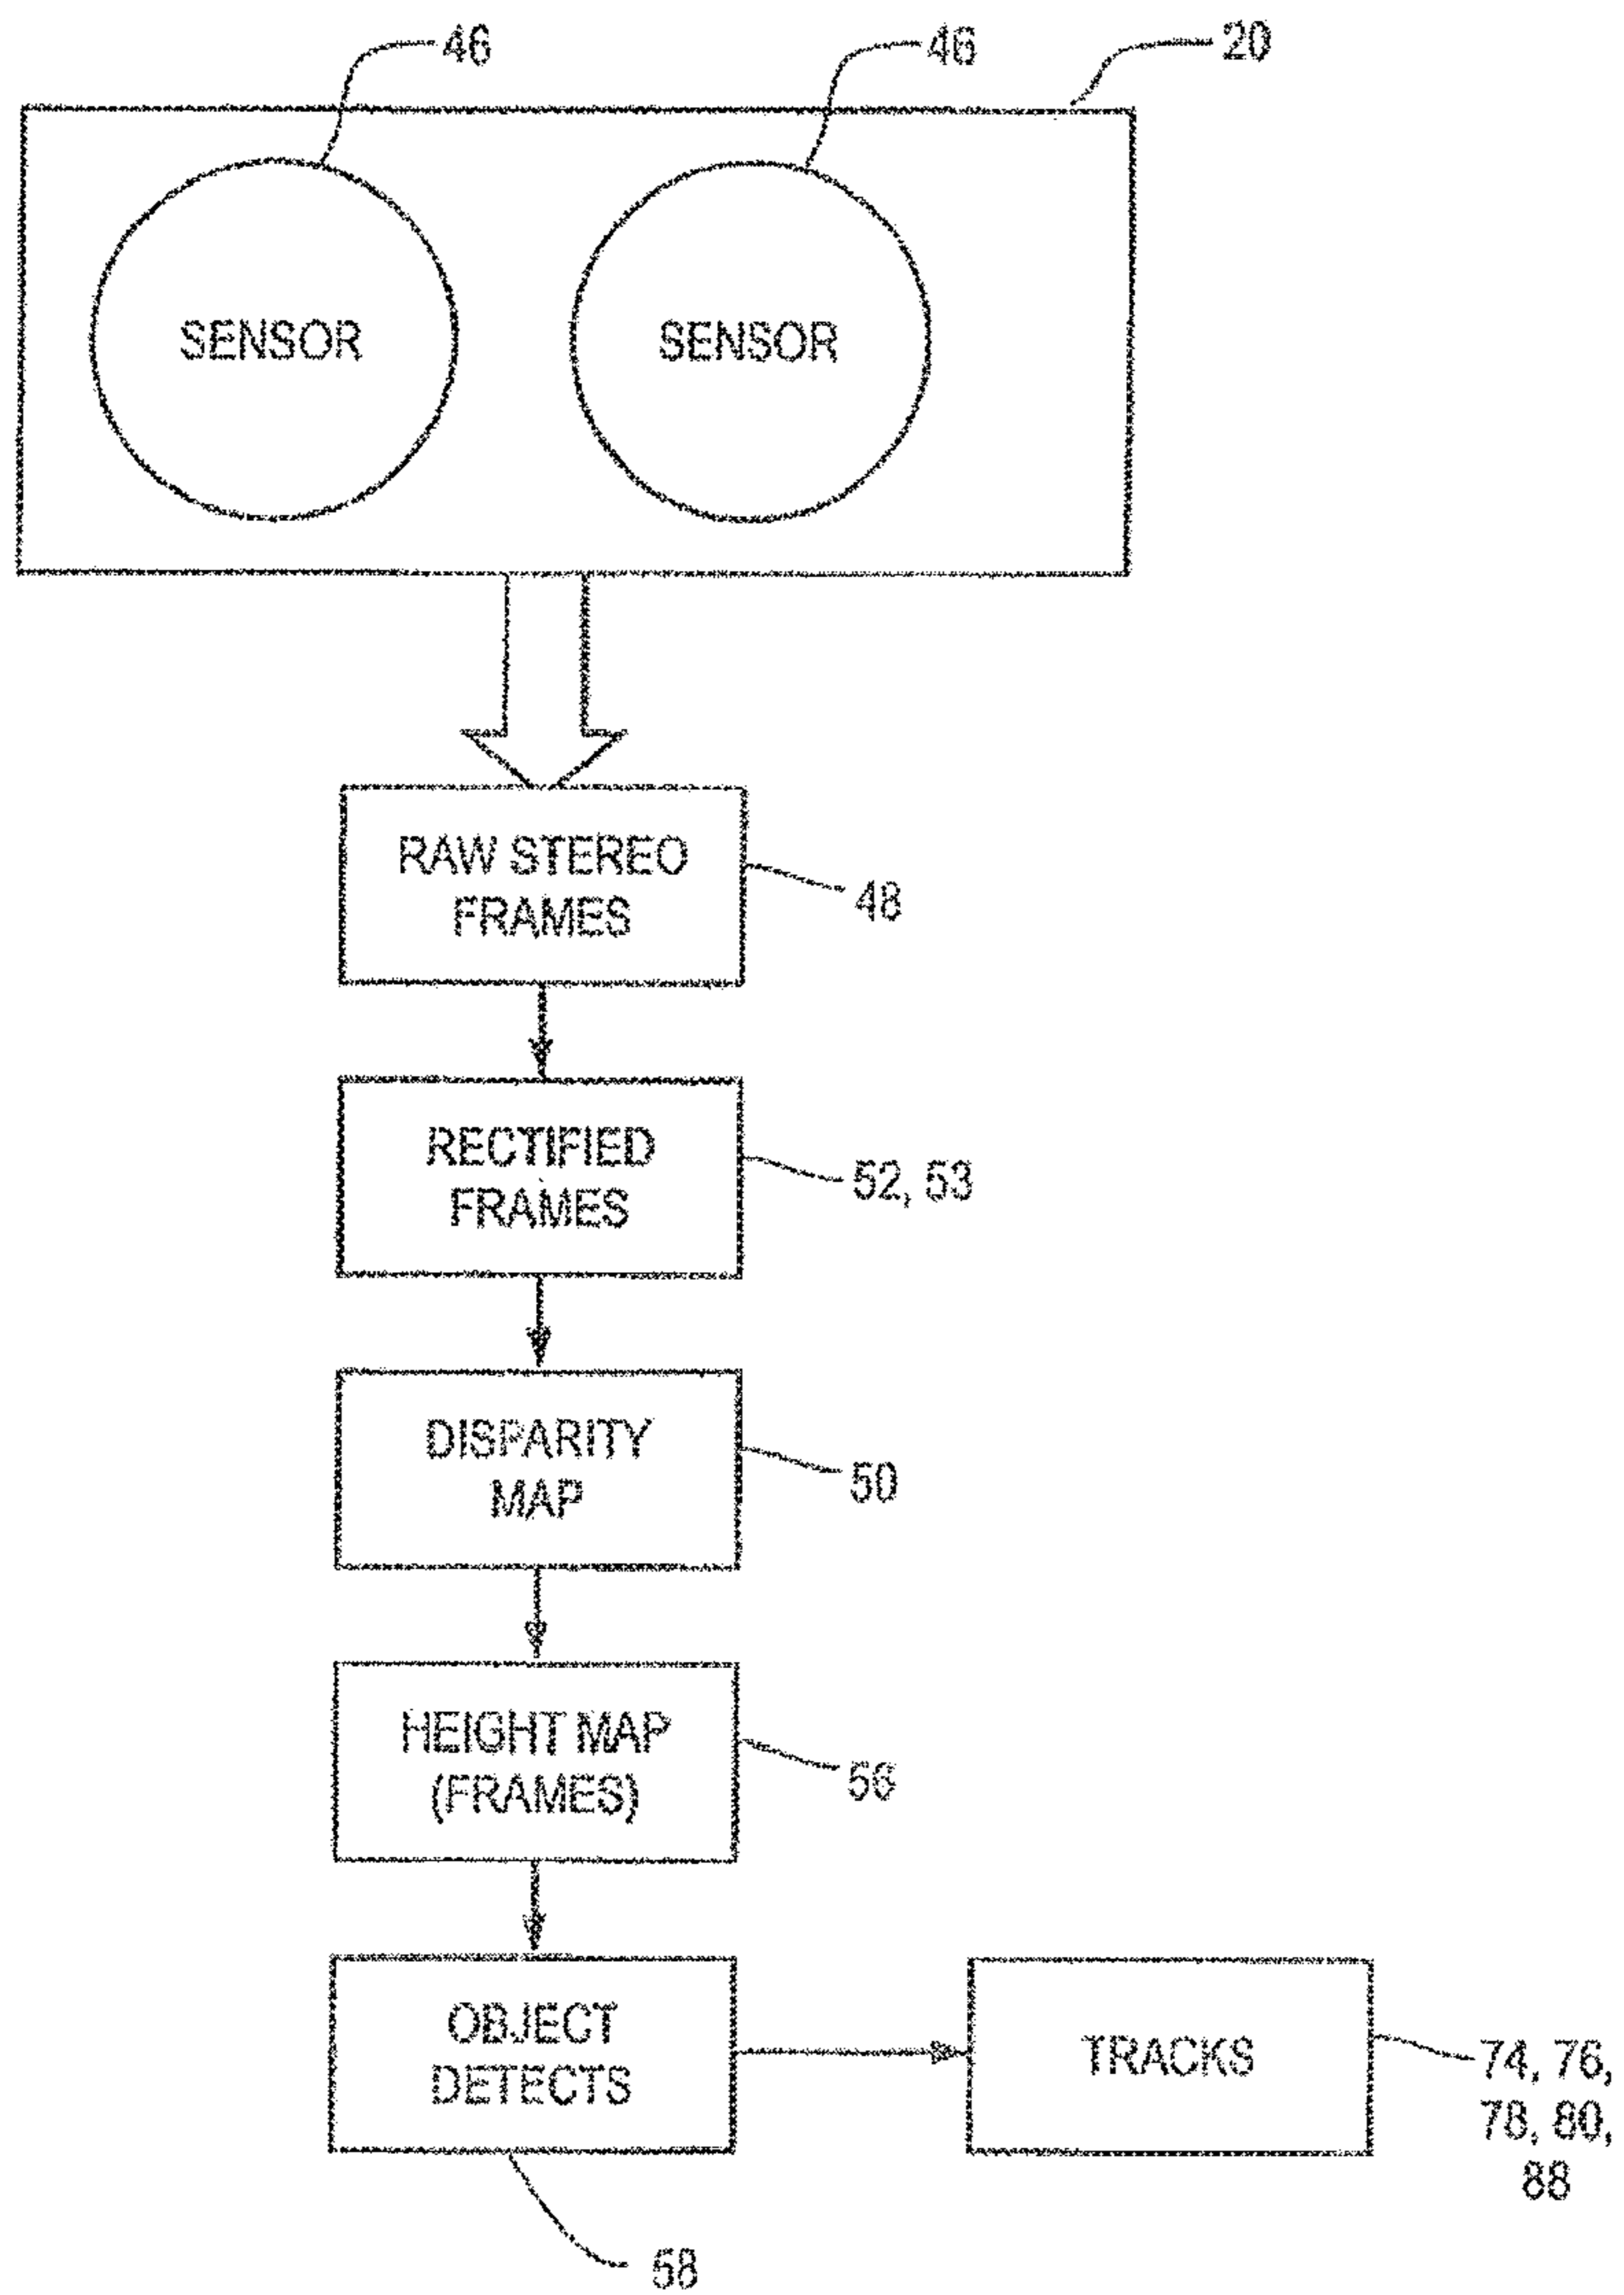 46
46
20
SENSOR
SENSOR
RAW STEREO
FRAMES
48
RECTIFIED
FRAMES
52, 53
DISPARITY
MAP
50
HEIGHT MAP
(FRAMES)
56
OBJECT
DETECTS
TRACKS
74, 76,
78, 80,
88
58